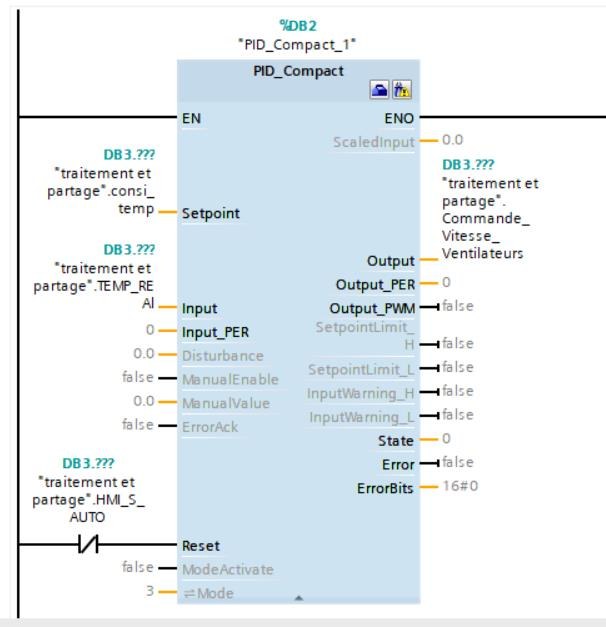 %DB2
"PID_Compact_1"
PID_Compact
EN
ENO
ScaledInput
0.0
DB3.???
"traitement et
partage".consi_
temp
Setpoint
DB3.???
"traitement et
partage".
Commande_
Vitesse_
Ventilateurs
Output
DB3.???
"traitement et
partage".TEMP_RE
Al
Input
Output_PER
0
Output_PWM
false
0
Input_PER
SetpointLimit_
H
false
0.0
Disturbance
SetpointLimit_L
false
false
ManualEnable
InputWarning_H
false
0.0
ManualValue
InputWarning_L
false
false
ErrorAck
State
0
Error
false
ErrorBits
16#0
DB3.???
"traitement et
partage".HMI_S_
AUTO
Reset
false
ModeActivate
3
Mode